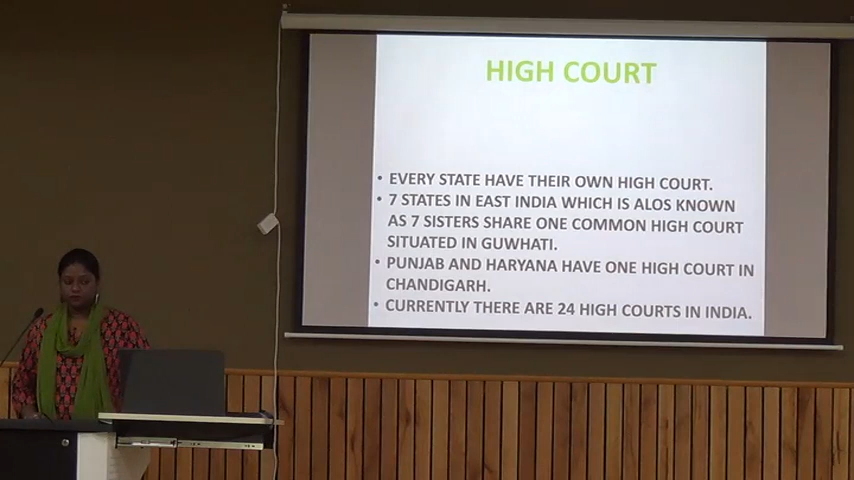 HIGH COURT
• EVERY STATE HAVE THEIR OWN HIGH COURT.
• 7 STATES IN EAST INDIA WHICH IS ALOS KNOWN
AS 7 SISTERS SHARE ONE COMMON HIGH COURT
SITUATED IN GUWHATI.
• PUNJAB AND HARYANA HAVE ONE HIGH COURT IN
CHANDIGARH.
• CURRENTLY THERE ARE 24 HIGH COURTS IN INDIA.